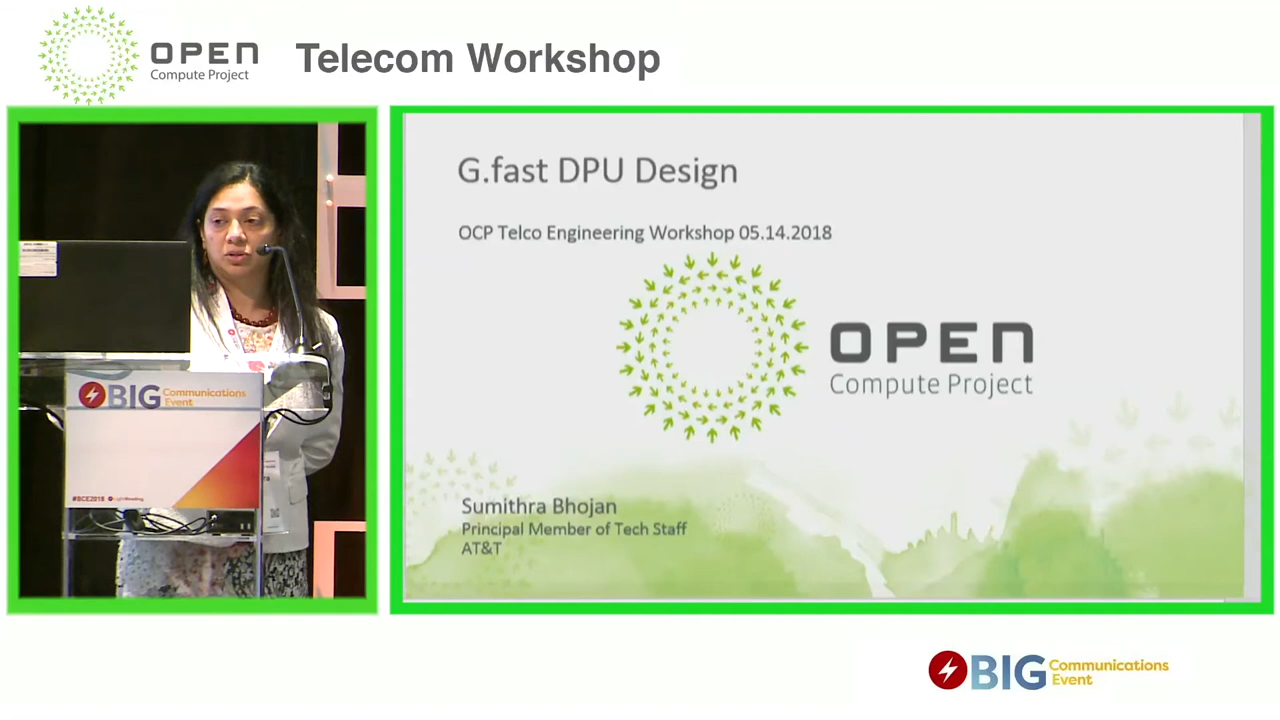 OPEN
Compute Project
Telecom Workshop
BIG Communications
Event
#BCE2018
G.fast DPU Design
OCP Telco Engineering Workshop 05.14.2018
OPEN
Compute Project
Sumithra Bhojan
Principal Member of Tech Staff
AT&T
BIG Communications
Event